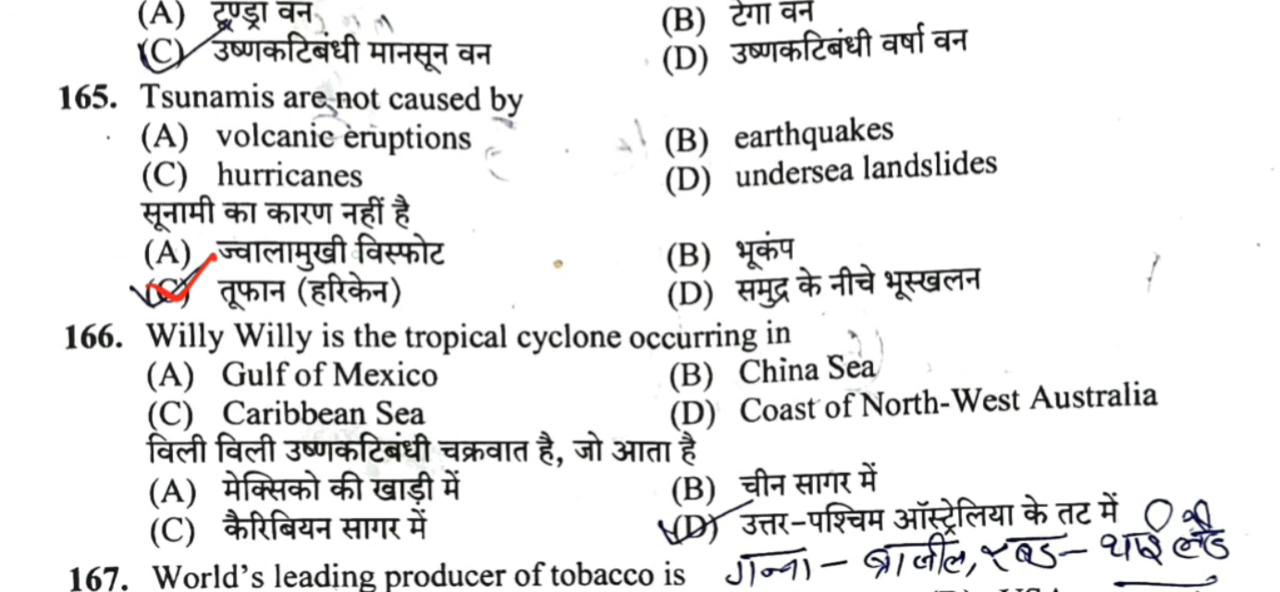 (A) टुण्ड्रा वन (B) टैगा वन
(C) उष्णकटिबंधी मानसून वन (D) उष्णकटिबंधी वर्षा वन
165. Tsunamis are not caused by
(A) volcanic eruptions (B) earthquakes
(C) hurricanes (D) undersea landslides
सूनामी का कारण नहीं है
(A) ज्वालामुखी विस्फोट (B) भूकंप
(C) तूफान (हरिकेन) (D) समुद्र के नीचे भूस्खलन
166. Willy Willy is the tropical cyclone occurring in
(A) Gulf of Mexico (B) China Sea
(C) Caribbean Sea (D) Coast of North-West Australia
विली विली उष्णकटिबंधी चक्रवात है, जो आता है
(A) मेक्सिको की खाड़ी में (B) चीन सागर में
(C) कैरिबियन सागर में (D) उत्तर-पश्चिम ऑस्ट्रेलिया के तट में
गन्ना - ब्राजील, रबड - थाईलैंड
167. World's leading producer of tobacco is